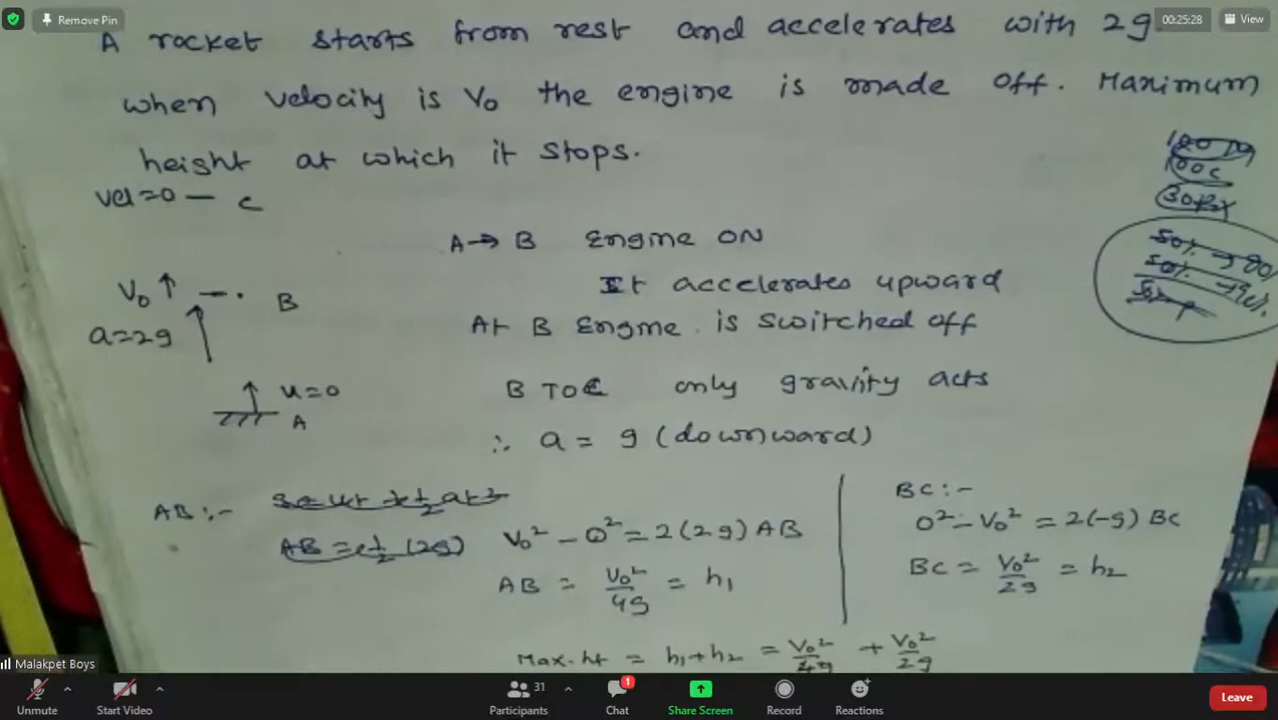 Remove Pin
00:25:28
View
A rocket starts from rest and accelerates with 2g
when velocity is V₀ the engine is made off. Maximum
height at which it stops.
vel=0 — C
A→B Engine ON
It accelerates upward
V₀ ↑ — . B
a=2g
At B Engine is switched off
↑ u=0
A
B TO C only gravity acts
∴ a = g (downward)
AB:-
V₀² - 0² = 2(2g) AB
AB = V₀²/4g = h₁
BC:-
0² - V₀² = 2(-g) BC
BC = V₀²/2g = h₂
Max. ht = h₁+h₂ = V₀²/4g + V₀²/2g
Malakpet Boys
Unmute
Start Video
31
Participants
1
Chat
Share Screen
Record
Reactions
Leave